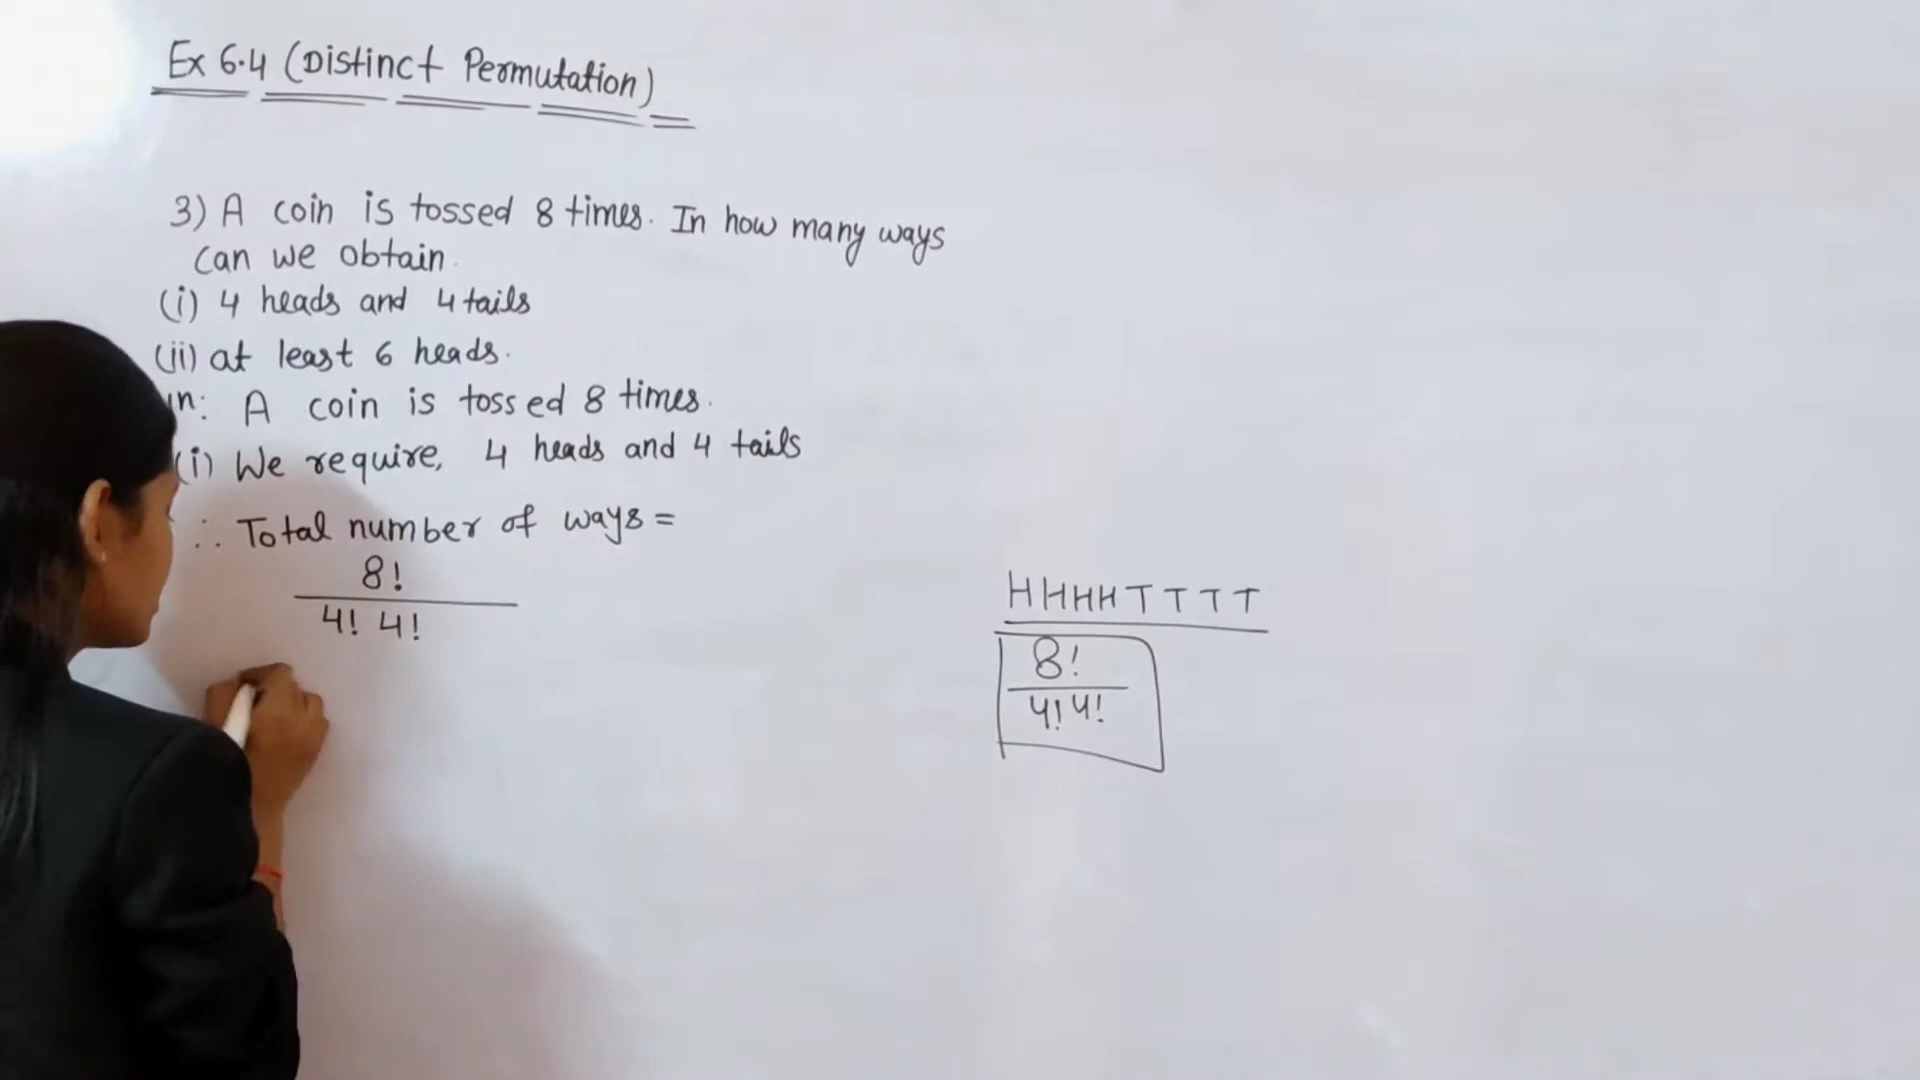 Ex 6.4 (Distinct Permutation)
3) A coin is tossed 8 times. In how many ways
can we obtain.
(i) 4 heads and 4 tails
(ii) at least 6 heads.
n: A coin is tossed 8 times.
(i) We require, 4 heads and 4 tails
∴ Total number of ways =
8!
4! 4!
HHHHTTTT
8!
4! 4!